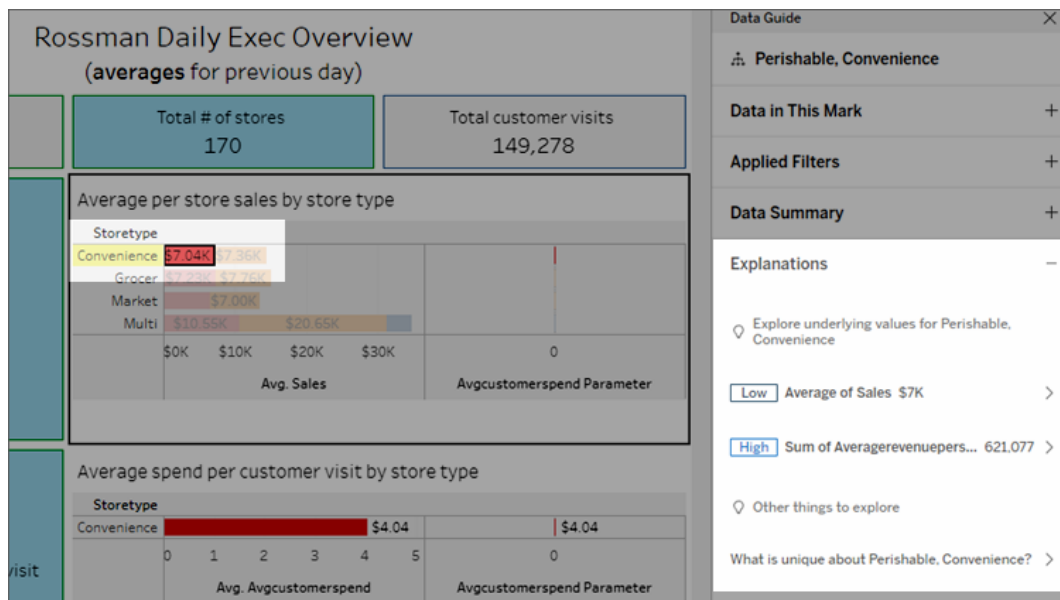 Rossman Daily Exec Overview
(averages for previous day)
Total # of stores
170
Total customer visits
149,278
Average per store sales by store type
Storetype
Convenience $7.04K $7.36K
Grocer $7.23K $7.76K
Market $7.00K
Multi $10.55K $20.65K
$0K $10K $20K $30K 0
Avg. Sales Avgcustomerspend Parameter
Average spend per customer visit by store type
Storetype
Convenience $4.04 $4.04
0 1 2 3 4 5 0
visit
Avg. Avgcustomerspend Avgcustomerspend Parameter
Data Guide
Perishable, Convenience
Data in This Mark
Applied Filters
Data Summary
Explanations
Explore underlying values for Perishable,
Convenience
Low Average of Sales $7K
High Sum of Averagerevenuepers... 621,077
Other things to explore
What is unique about Perishable, Convenience?